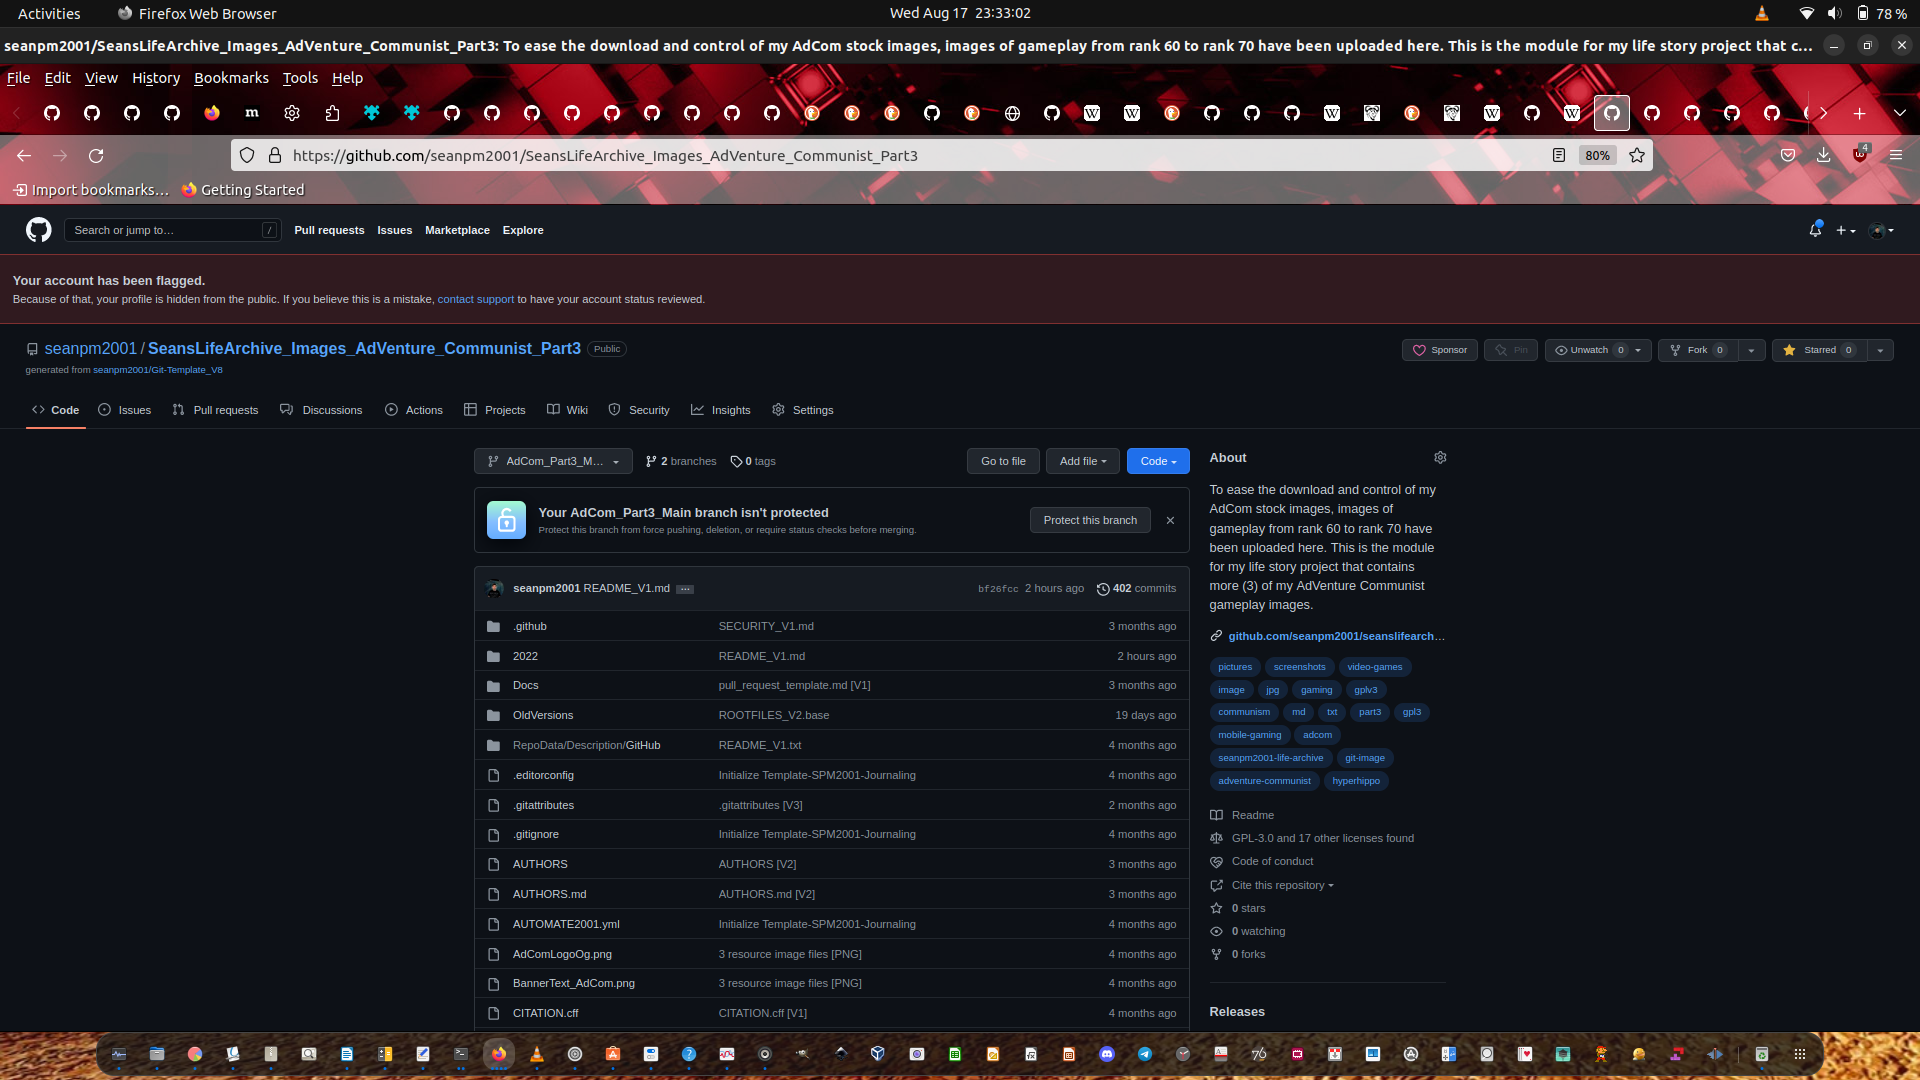 Activities
Firefox Web Browser
Wed Aug 17 23:33:02
78 %
seanpm2001/SeansLifeArchive_Images_AdVenture_Communist_Part3: To ease the download and control of my AdCom stock images, images of gameplay from rank 60 to rank 70 have been uploaded here. This is the module for my life story project that c…
File Edit View History Bookmarks Tools Help
https://github.com/seanpm2001/SeansLifeArchive_Images_AdVenture_Communist_Part3
80%
4
Import bookmarks…
Getting Started
Search or jump to…
/
Pull requests Issues Marketplace Explore
Your account has been flagged.
Because of that, your profile is hidden from the public. If you believe this is a mistake, contact support to have your account status reviewed.
seanpm2001 / SeansLifeArchive_Images_AdVenture_Communist_Part3 Public
generated from seanpm2001/Git-Template_V8
Sponsor
Pin
Unwatch 0
Fork 0
Starred 0
Code Issues Pull requests Discussions Actions Projects Wiki Security Insights Settings
AdCom_Part3_M…
2 branches
0 tags
Go to file
Add file
Code
Your AdCom_Part3_Main branch isn't protected
Protect this branch from force pushing, deletion, or require status checks before merging.
Protect this branch
seanpm2001 README_V1.md …
bf26fcc 2 hours ago
402 commits
.github SECURITY_V1.md 3 months ago
2022 README_V1.md 2 hours ago
Docs pull_request_template.md [V1] 3 months ago
OldVersions ROOTFILES_V2.base 19 days ago
RepoData/Description/GitHub README_V1.txt 4 months ago
.editorconfig Initialize Template-SPM2001-Journaling 4 months ago
.gitattributes .gitattributes [V3] 2 months ago
.gitignore Initialize Template-SPM2001-Journaling 4 months ago
AUTHORS AUTHORS [V2] 3 months ago
AUTHORS.md AUTHORS.md [V2] 3 months ago
AUTOMATE2001.yml Initialize Template-SPM2001-Journaling 4 months ago
AdComLogoOg.png 3 resource image files [PNG] 4 months ago
BannerText_AdCom.png 3 resource image files [PNG] 4 months ago
CITATION.cff CITATION.cff [V1] 4 months ago
About
To ease the download and control of my
AdCom stock images, images of
gameplay from rank 60 to rank 70 have
been uploaded here. This is the module
for my life story project that contains
more (3) of my AdVenture Communist
gameplay images.
github.com/seanpm2001/seanslifearch…
pictures screenshots video-games
image jpg gaming gplv3
communism md txt part3 gpl3
mobile-gaming adcom
seanpm2001-life-archive git-image
adventure-communist hyperhippo
Readme
GPL-3.0 and 17 other licenses found
Code of conduct
Cite this repository
0 stars
0 watching
0 forks
Releases